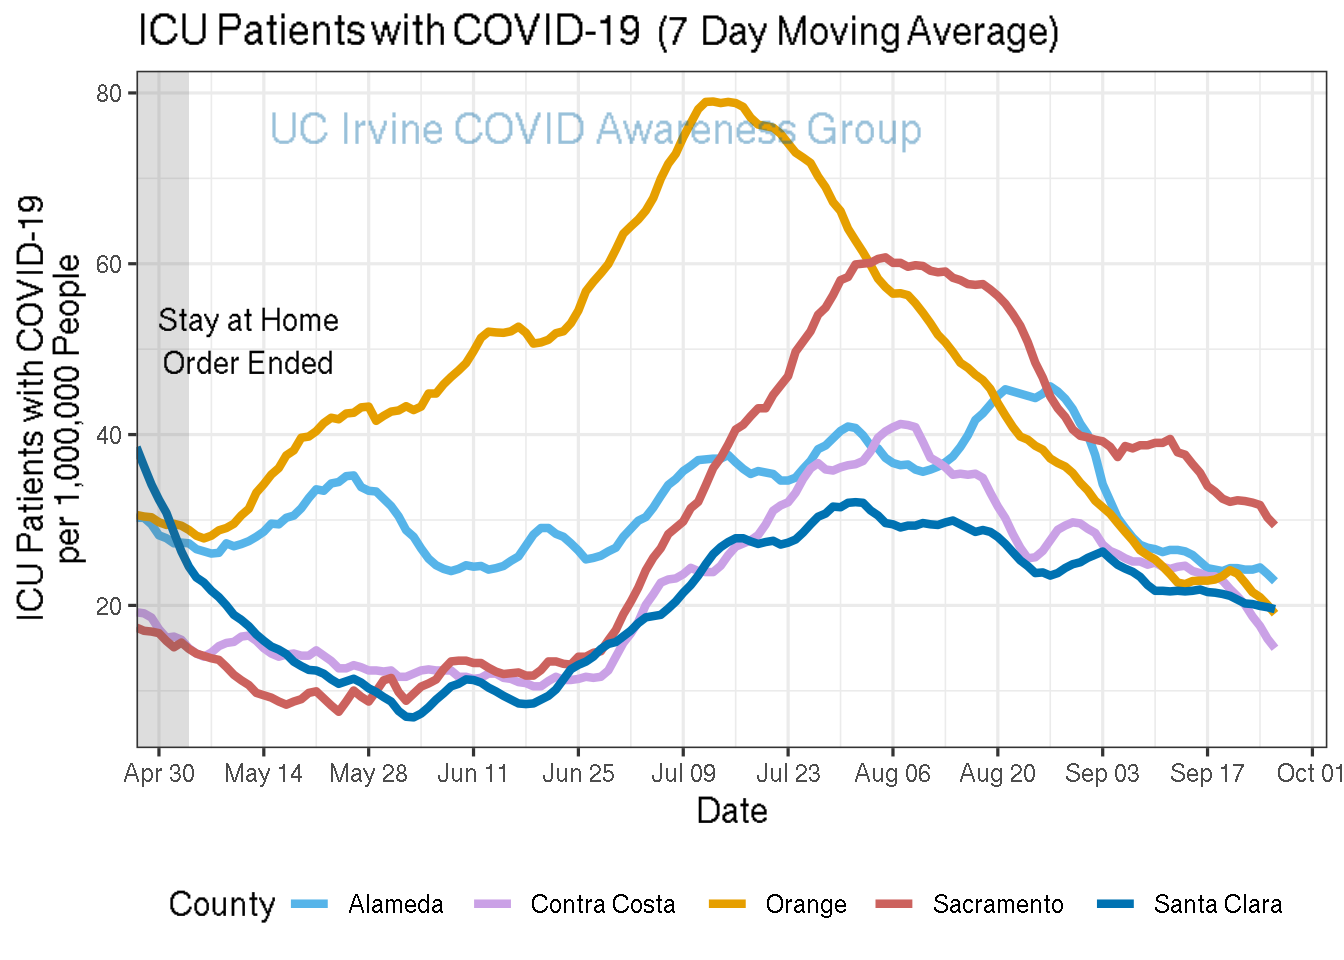 ICU Patients with COVID-19 (7 Day Moving Average)
UC Irvine COVID Awareness Group
ICU Patients with COVID-19
per 1,000,000 People
80
60
40
20
Stay at Home
Order Ended
Apr 30 May 14 May 28 Jun 11 Jun 25 Jul 09 Jul 23 Aug 06 Aug 20 Sep 03 Sep 17 Oct 01
Date
County Alameda Contra Costa Orange Sacramento Santa Clara